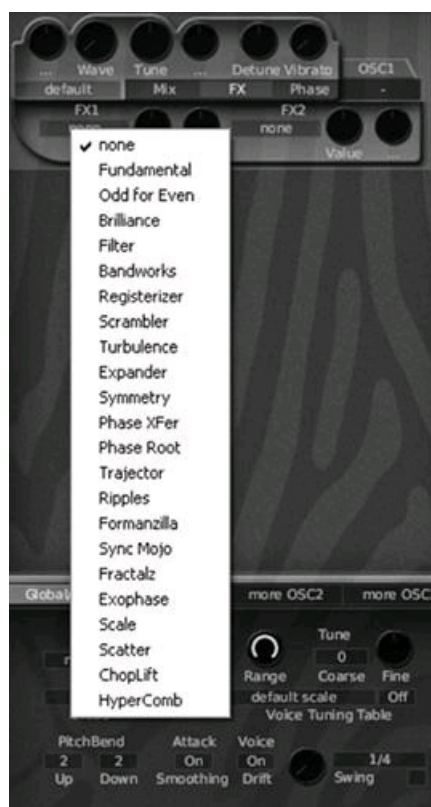 ... Wave Tune ... Detune Vibrato OSC1
default Mix FX Phase -
FX1 FX2
none
Value ...
none
Fundamental
Odd for Even
Brilliance
Filter
Bandworks
Registerizer
Scrambler
Turbulence
Expander
Symmetry
Phase XFer
Phase Root
Trajector
Ripples
Formanzilla
Sync Mojo
Fractalz
Exophase
Scale
Scatter
ChopLift
HyperComb
Global/ more OSC2 more OSC
Tune
0
Range Coarse Fine
default scale Off
Voice Tuning Table
PitchBend Attack Voice
2 2 On On 1/4
Up Down Smoothing Drift Swing